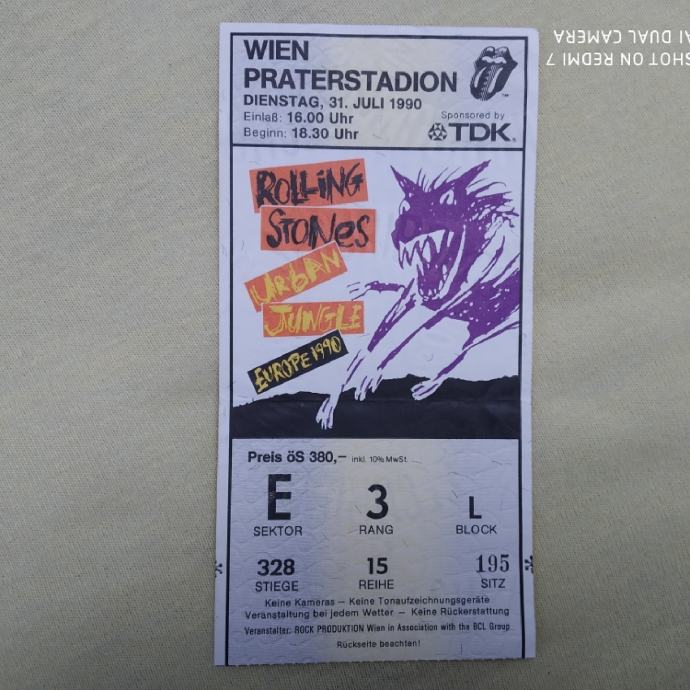 WIEN
PRATERSTADION
DIENSTAG, 31. JULI 1990
Einlaß: 16.00 Uhr
Beginn: 18.30 Uhr
Sponsored by
TDK
ROLLiNG
STONeS
URbAN
JUNGLE
EUROPE 1990
Preis öS 380,– inkl. 10% MwSt.
E 3 L
SEKTOR RANG BLOCK
328 15 195
STIEGE REIHE SITZ
Keine Kameras – Keine Tonaufzeichnungsgeräte
Veranstaltung bei jedem Wetter – Keine Rückerstattung
Veranstalter: ROCK PRODUKTION Wien in Association with the BCL Group
Rückseite beachten!
SHOT ON REDMI 7
AI DUAL CAMERA